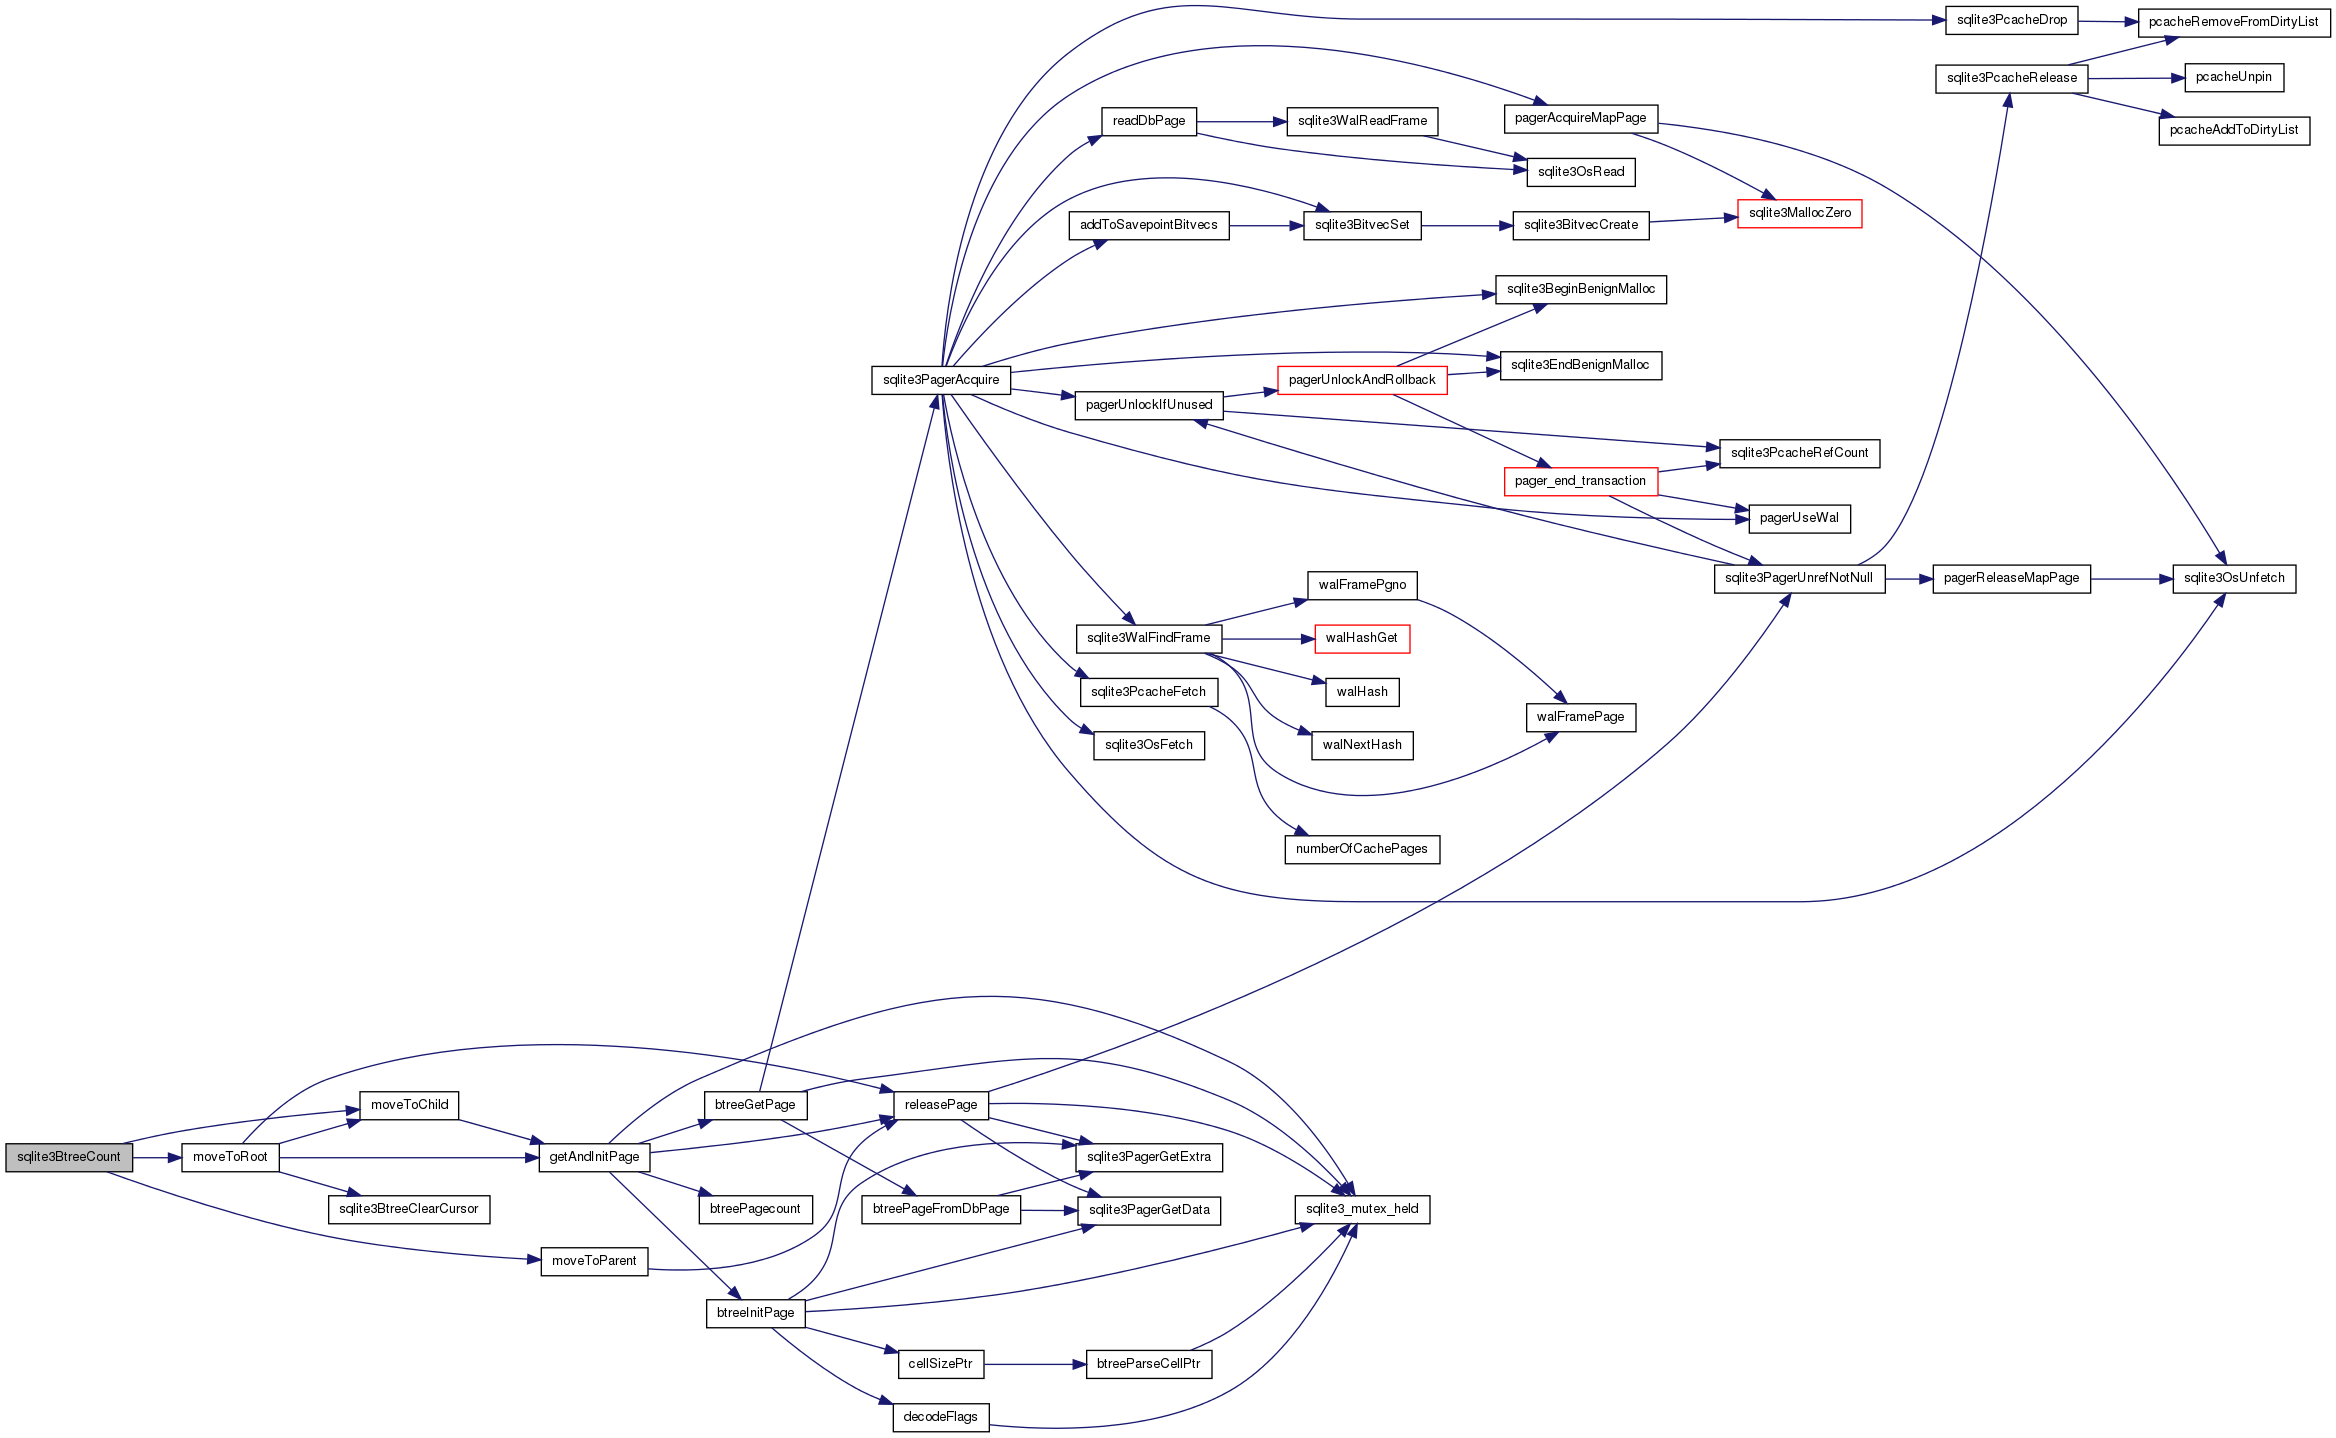 sqlite3PcacheDrop
pcacheRemoveFromDirtyList
sqlite3PcacheRelease
pcacheUnpin
readDbPage
sqlite3WalReadFrame
pagerAcquireMapPage
pcacheAddToDirtyList
sqlite3OsRead
sqlite3MallocZero
addToSavepointBitvecs
sqlite3BitvecSet
sqlite3BitvecCreate
sqlite3BeginBenignMalloc
sqlite3EndBenignMalloc
sqlite3PagerAcquire
pagerUnlockAndRollback
pagerUnlockIfUnused
sqlite3PcacheRefCount
pager_end_transaction
pagerUseWal
sqlite3PagerUnrefNotNull
pagerReleaseMapPage
sqlite3OsUnfetch
walFramePgno
sqlite3WalFindFrame
walHashGet
sqlite3PcacheFetch
walHash
walFramePage
sqlite3OsFetch
walNextHash
numberOfCachePages
moveToChild
btreeGetPage
releasePage
sqlite3BtreeCount
moveToRoot
getAndInitPage
sqlite3PagerGetExtra
sqlite3BtreeClearCursor
btreePagecount
btreePageFromDbPage
sqlite3PagerGetData
sqlite3_mutex_held
moveToParent
btreeInitPage
cellSizePtr
btreeParseCellPtr
decodeFlags